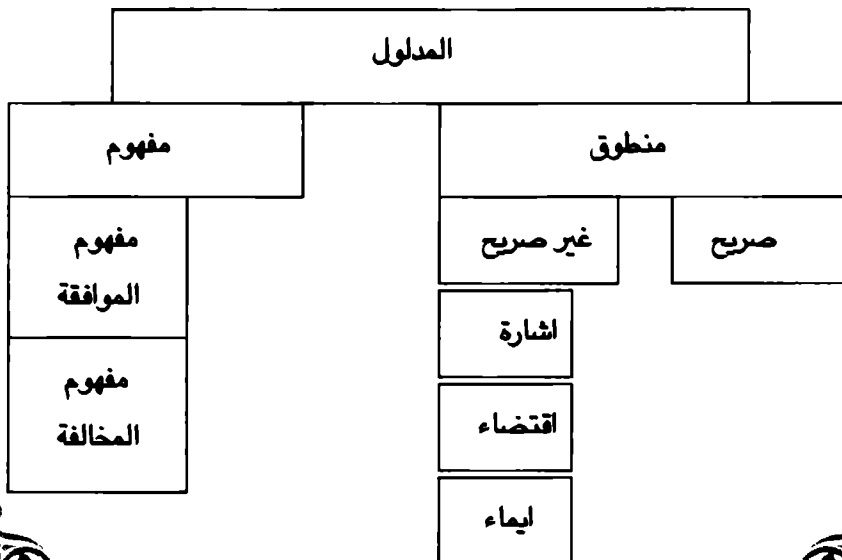 المدلول
منطوق
مفهوم
صريح
غير صريح
اشارة
اقتضاء
ايماء
مفهوم
الموافقة
مفهوم
المخالفة